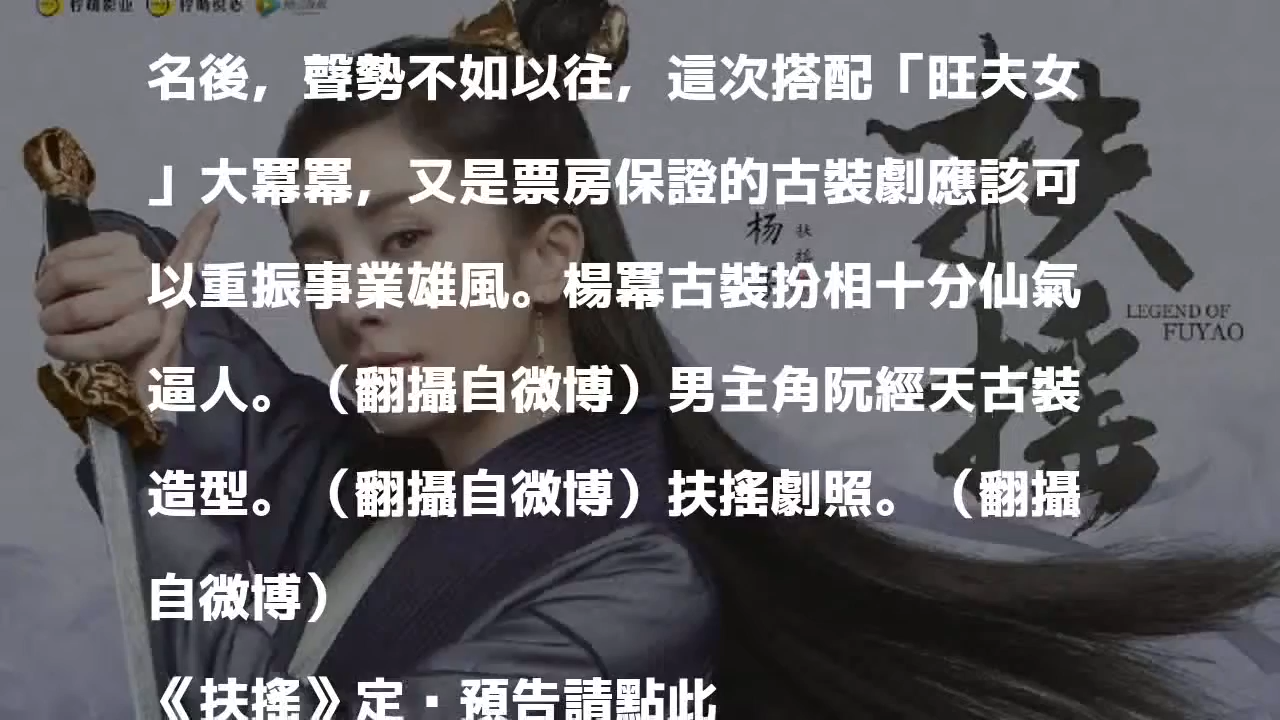 名後，聲勢不如以往，這次搭配「旺夫女
」大冪冪，又是票房保證的古裝劇應該可
以重振事業雄風。楊冪古裝扮相十分仙氣
逼人。（翻攝自微博）男主角阮經天古裝
造型。（翻攝自微博）扶搖劇照。（翻攝
自微博）
《扶搖》定·預告請點此
扶摇
LEGEND OF
FUYAO
杨
扶摇